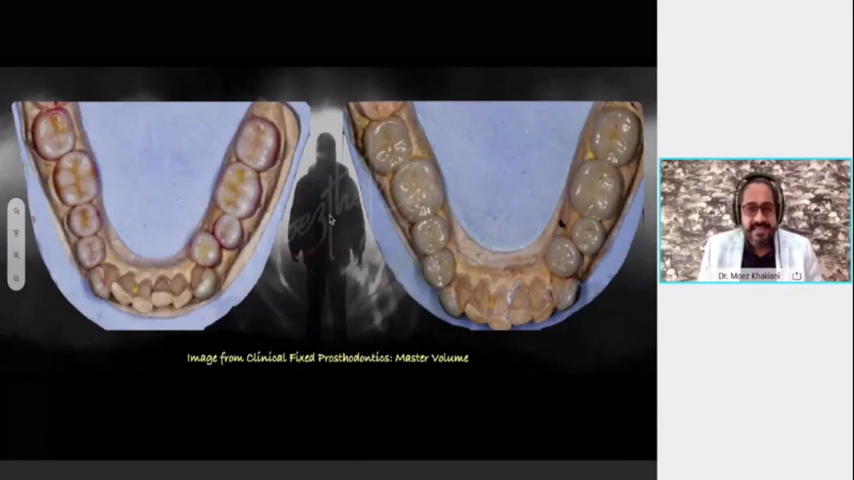 Dr. Moez Khakiani
Image from Clinical Fixed Prosthodontics: Master Volume